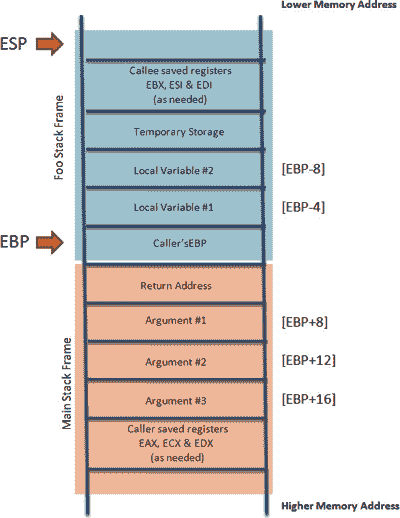 Lower Memory Address
ESP
Callee saved registers
EBX, ESI & EDI
(as needed)
Foo Stack Frame
Temporary Storage
Local Variable #2
[EBP-8]
Local Variable #1
[EBP-4]
EBP
Caller'sEBP
Return Address
Argument #1
[EBP+8]
Main Stack Frame
Argument #2
[EBP+12]
Argument #3
[EBP+16]
Caller saved registers
EAX, ECX & EDX
(as needed)
Higher Memory Address